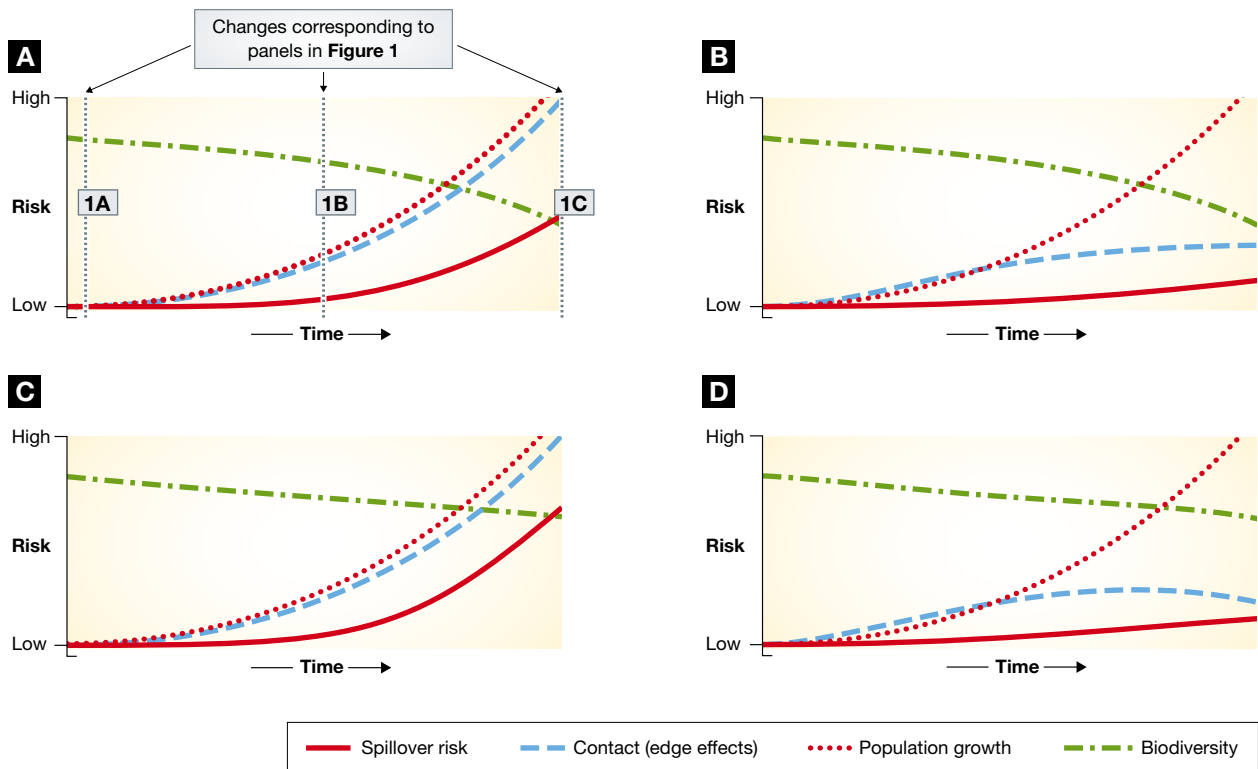 Changes corresponding to
panels in Figure 1
A
High
Risk
Low
1A
1B
1C
Time
B
High
Risk
Low
Time
C
High
Risk
Low
Time
D
High
Risk
Low
Time
Spillover risk
Contact (edge effects)
Population growth
Biodiversity